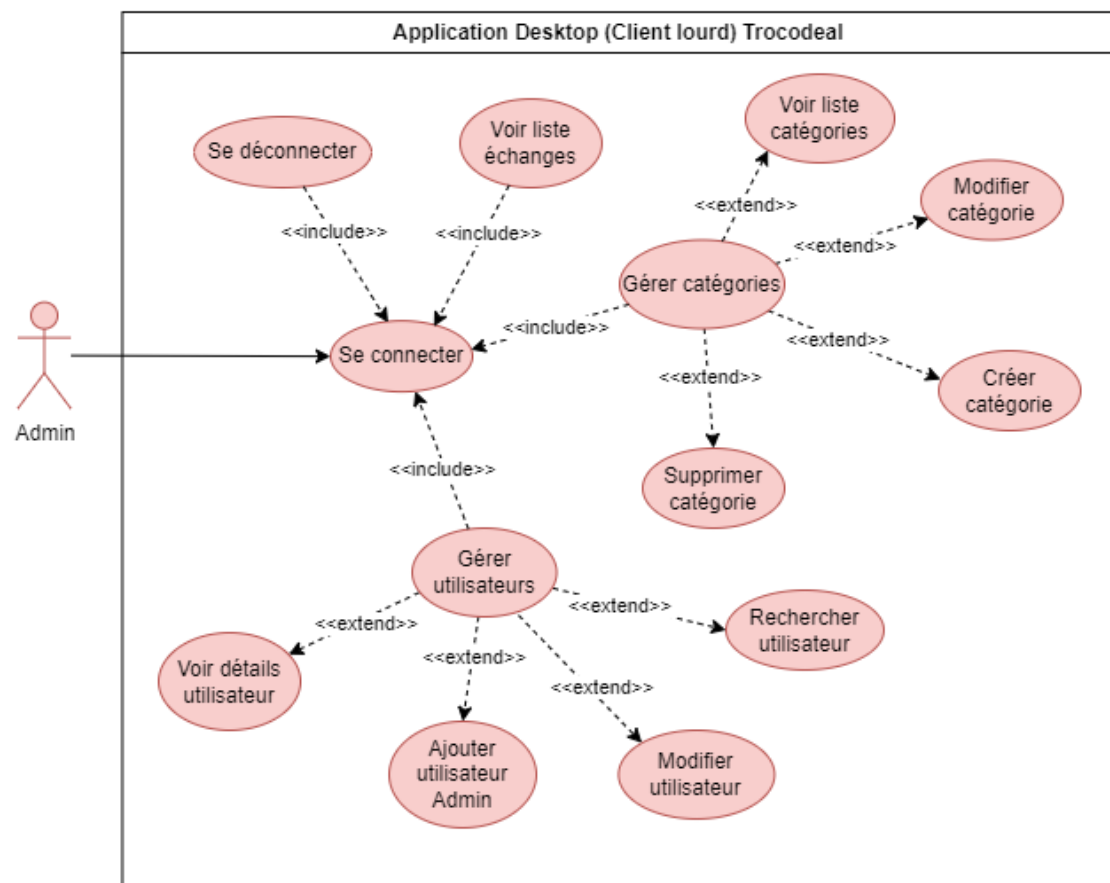 Application Desktop (Client lourd) Trocodeal
Voir liste
catégories
Se déconnecter
Voir liste
échanges
Modifier
catégorie
<<extend>>
<<include>>
<<include>>
<<extend>>
Gérer catégories
<<include>>
<<extend>>
Se connecter
<<extend>>
Créer
catégorie
Admin
<<include>>
Supprimer
catégorie
Gérer
utilisateurs
<<extend>>
Rechercher
utilisateur
<<extend>>
<<extend>>
Voir détails
utilisateur
<<extend>>
Ajouter
utilisateur
Admin
Modifier
utilisateur